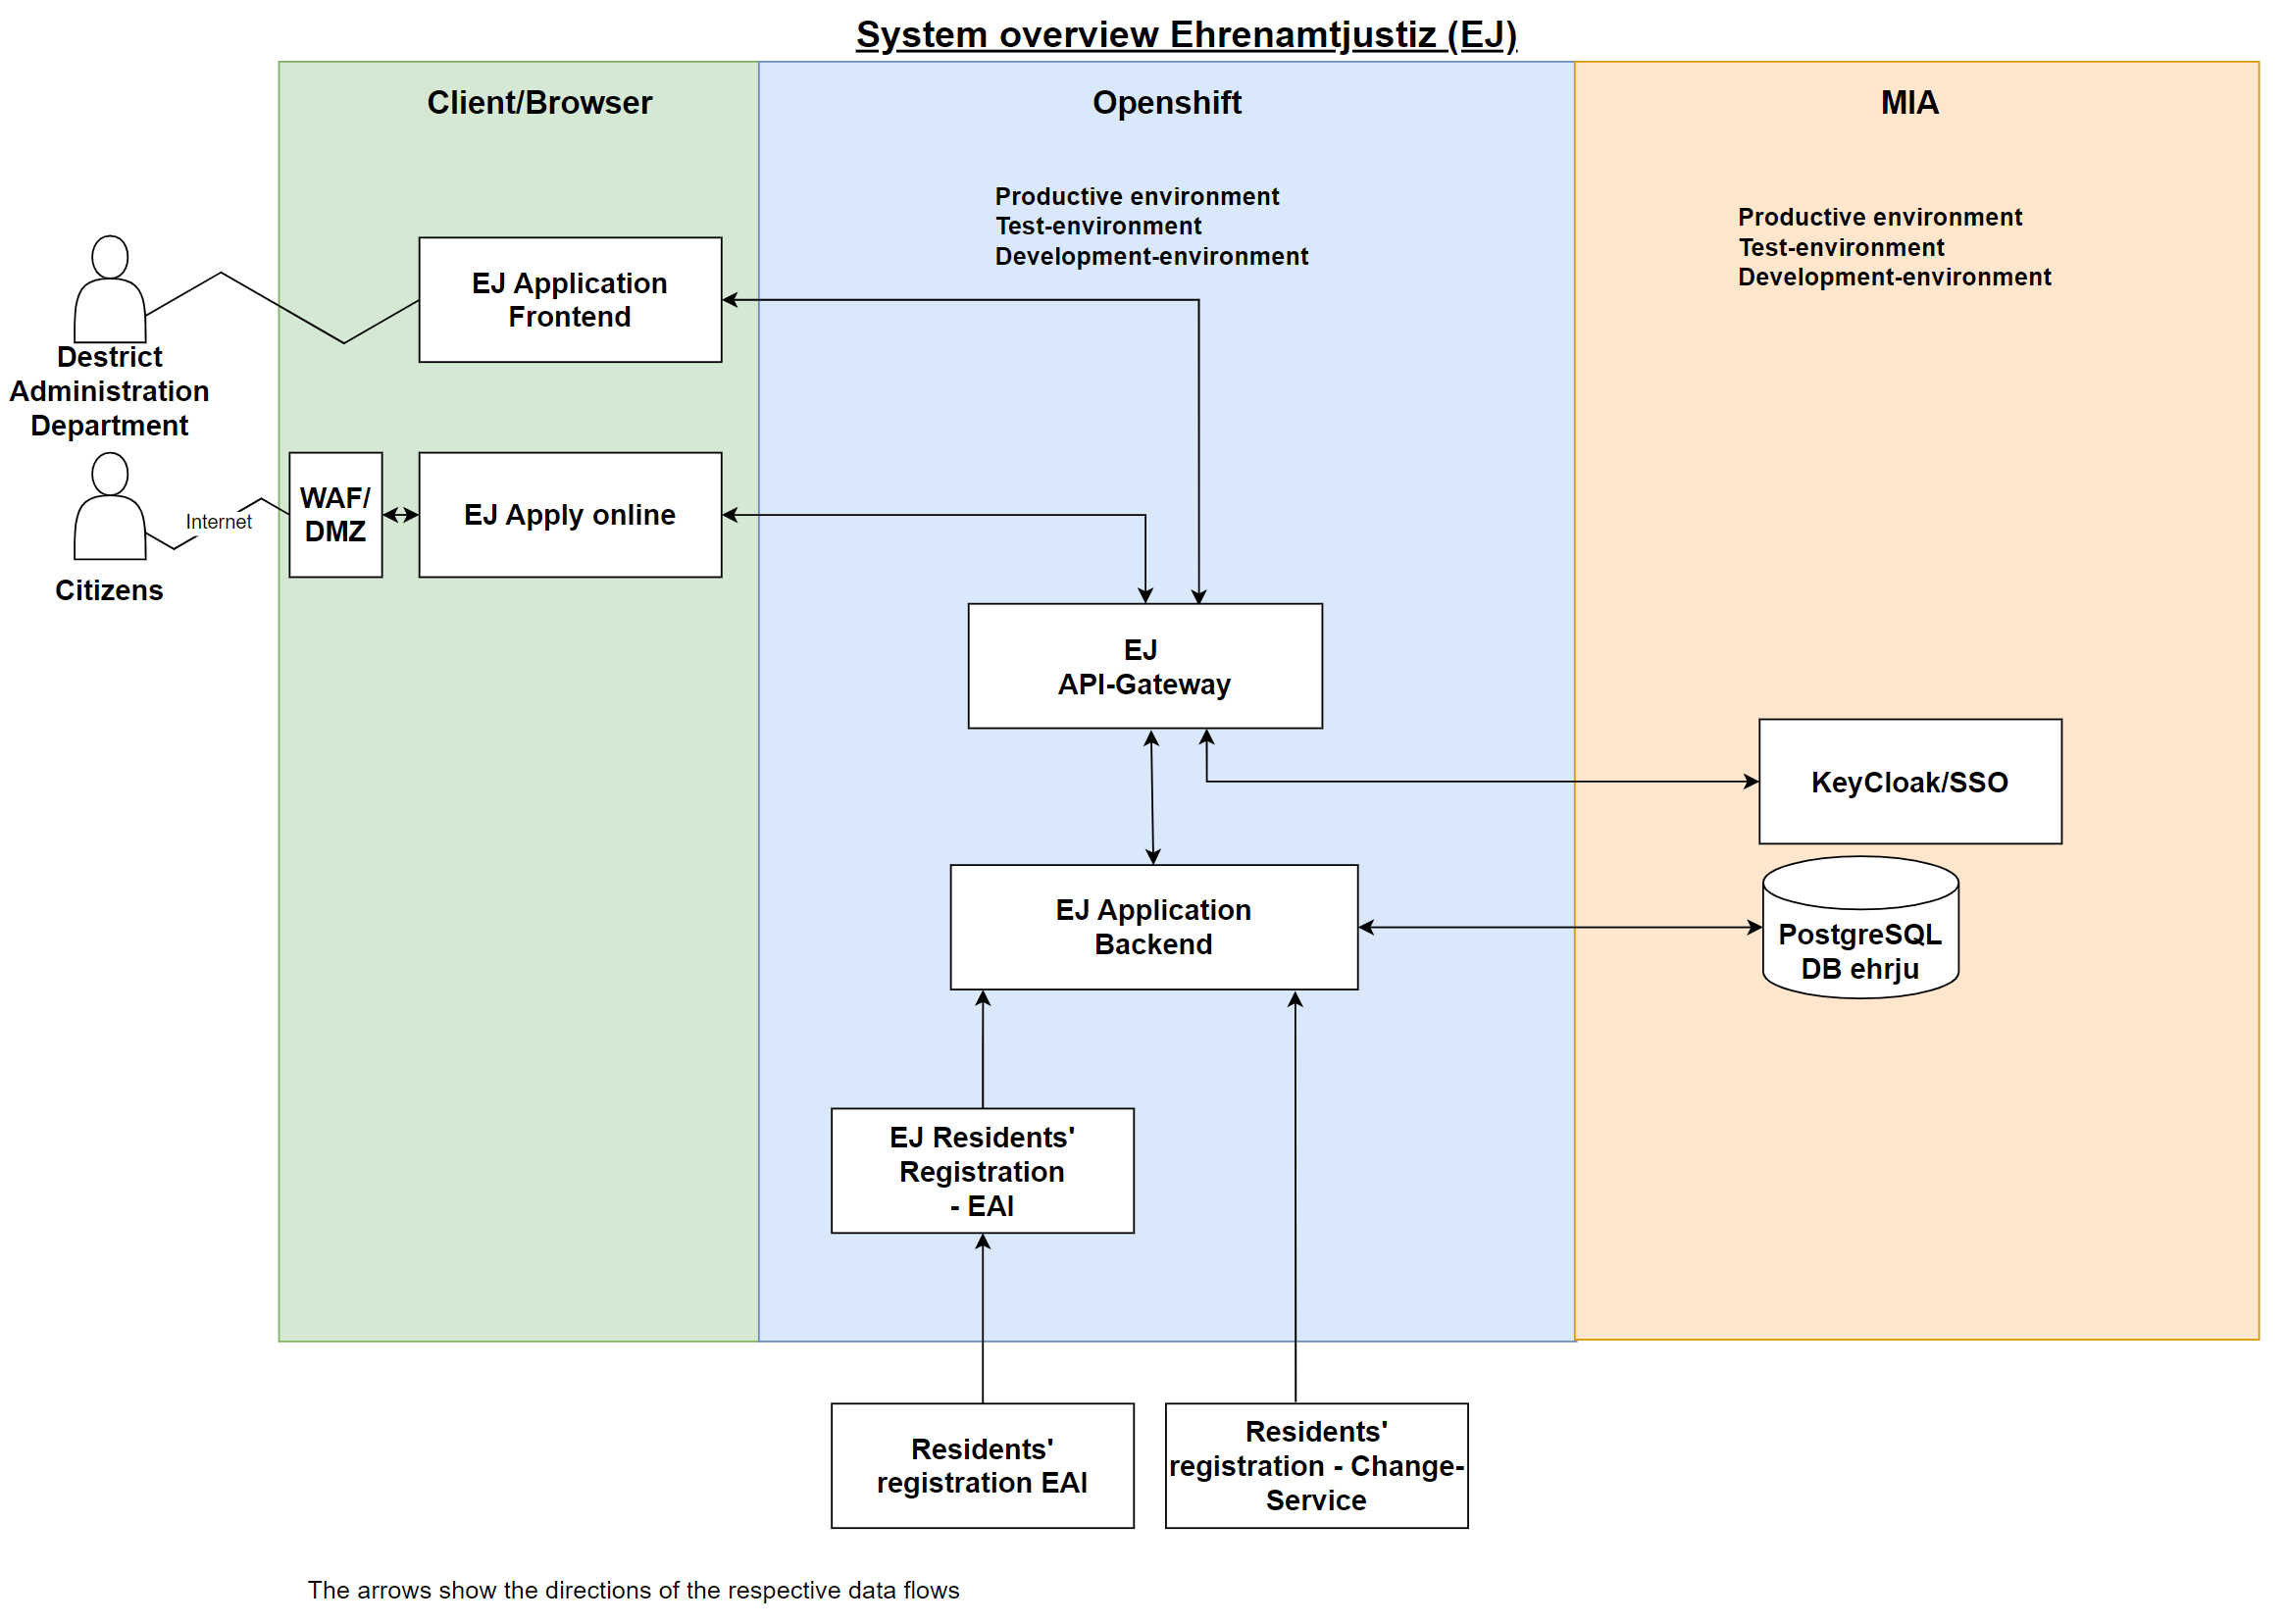 System overview Ehrenamtjustiz (EJ)
Client/Browser
Openshift
MIA
Productive environment
Test-environment
Development-environment
Productive environment
Test-environment
Development-environment
Destrict
Administration
Department
EJ Application
Frontend
Citizens
Internet
WAF/
DMZ
EJ Apply online
EJ
API-Gateway
KeyCloak/SSO
EJ Application
Backend
PostgreSQL
DB ehrju
EJ Residents'
Registration
- EAI
Residents'
registration EAI
Residents'
registration - Change-
Service
The arrows show the directions of the respective data flows